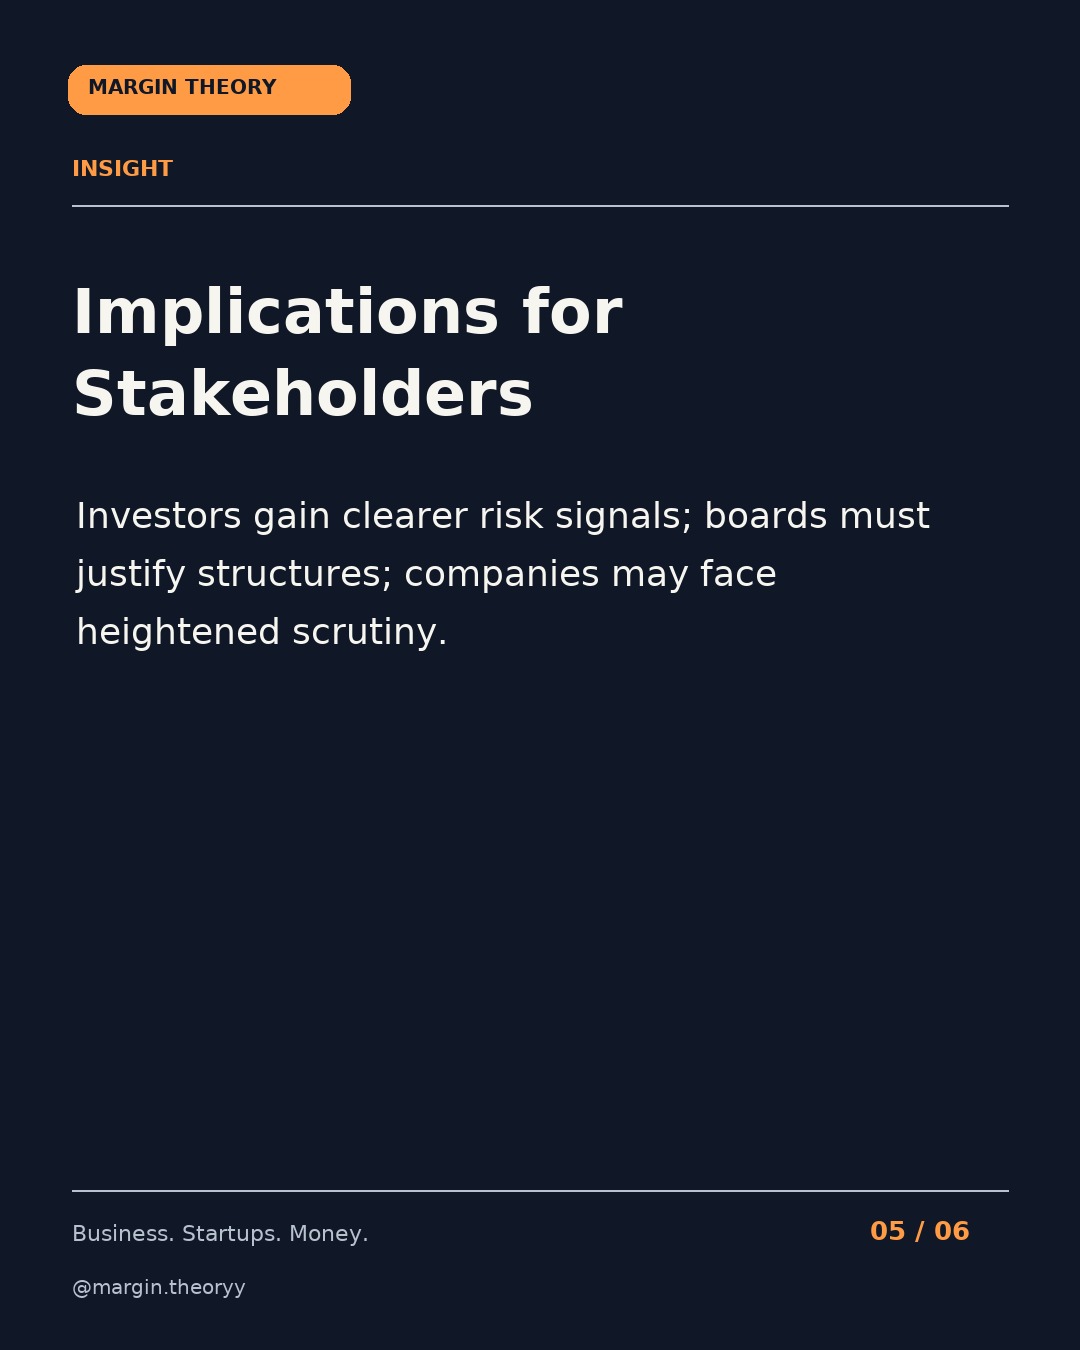 MARGIN THEORY
INSIGHT
Implications for
Stakeholders
Investors gain clearer risk signals; boards must
justify structures; companies may face
heightened scrutiny.
Business. Startups. Money.
05 / 06
@margin.theoryy